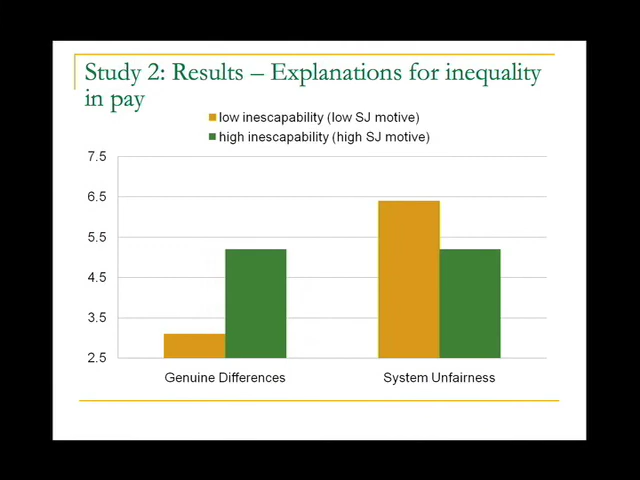 Study 2: Results – Explanations for inequality
in pay
low inescapability (low SJ motive)
high inescapability (high SJ motive)
7.5
6.5
5.5
4.5
3.5
2.5
Genuine Differences
System Unfairness